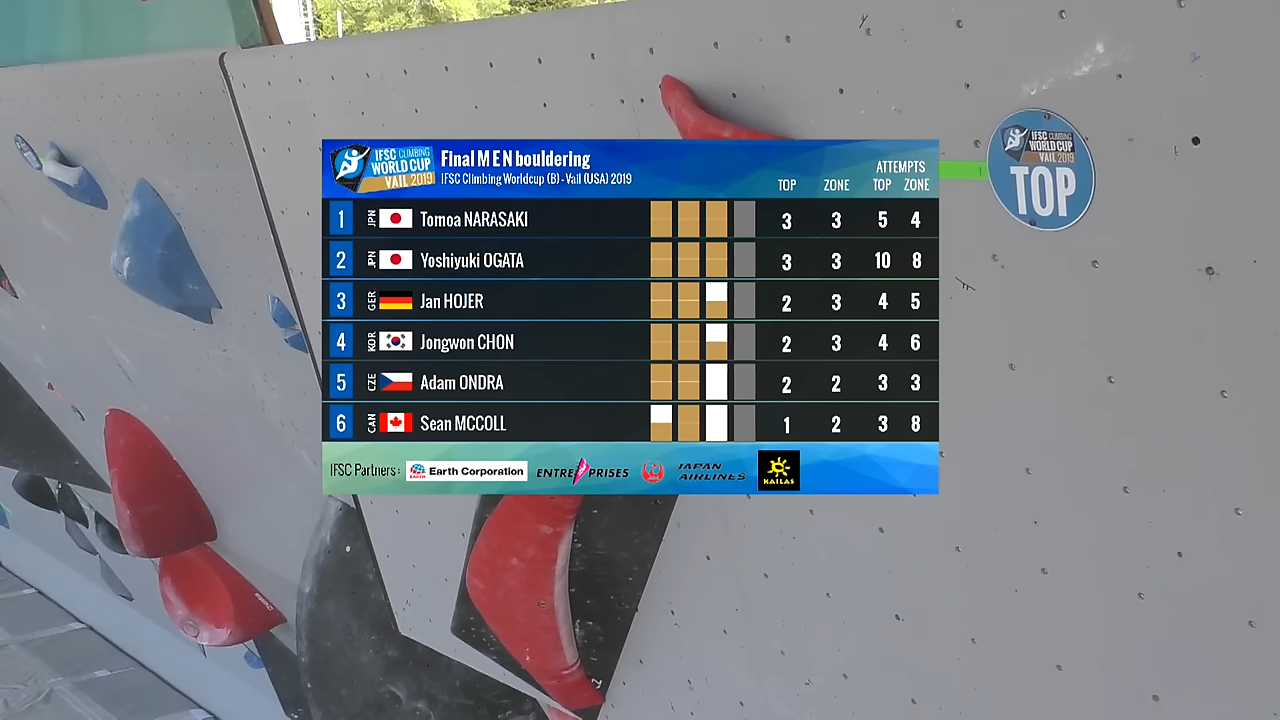 IFSC CLIMBING
WORLD CUP
VAIL 2019
Final M E N bouldering
IFSC Climbing Worldcup (B) - Vail (USA) 2019
ATTEMPTS
TOP ZONE TOP ZONE
1 JPN Tomoa NARASAKI 3 3 5 4
2 JPN Yoshiyuki OGATA 3 3 10 8
3 GER Jan HOJER 2 3 4 5
4 KOR Jongwon CHON 2 3 4 6
5 CZE Adam ONDRA 2 2 3 3
6 CAN Sean MCCOLL 1 2 3 8
IFSC Partners: EARTH Earth Corporation ENTRE PRISES JAPAN AIRLINES KAILAS
IFSC CLIMBING
WORLD CUP
VAIL 2019
TOP